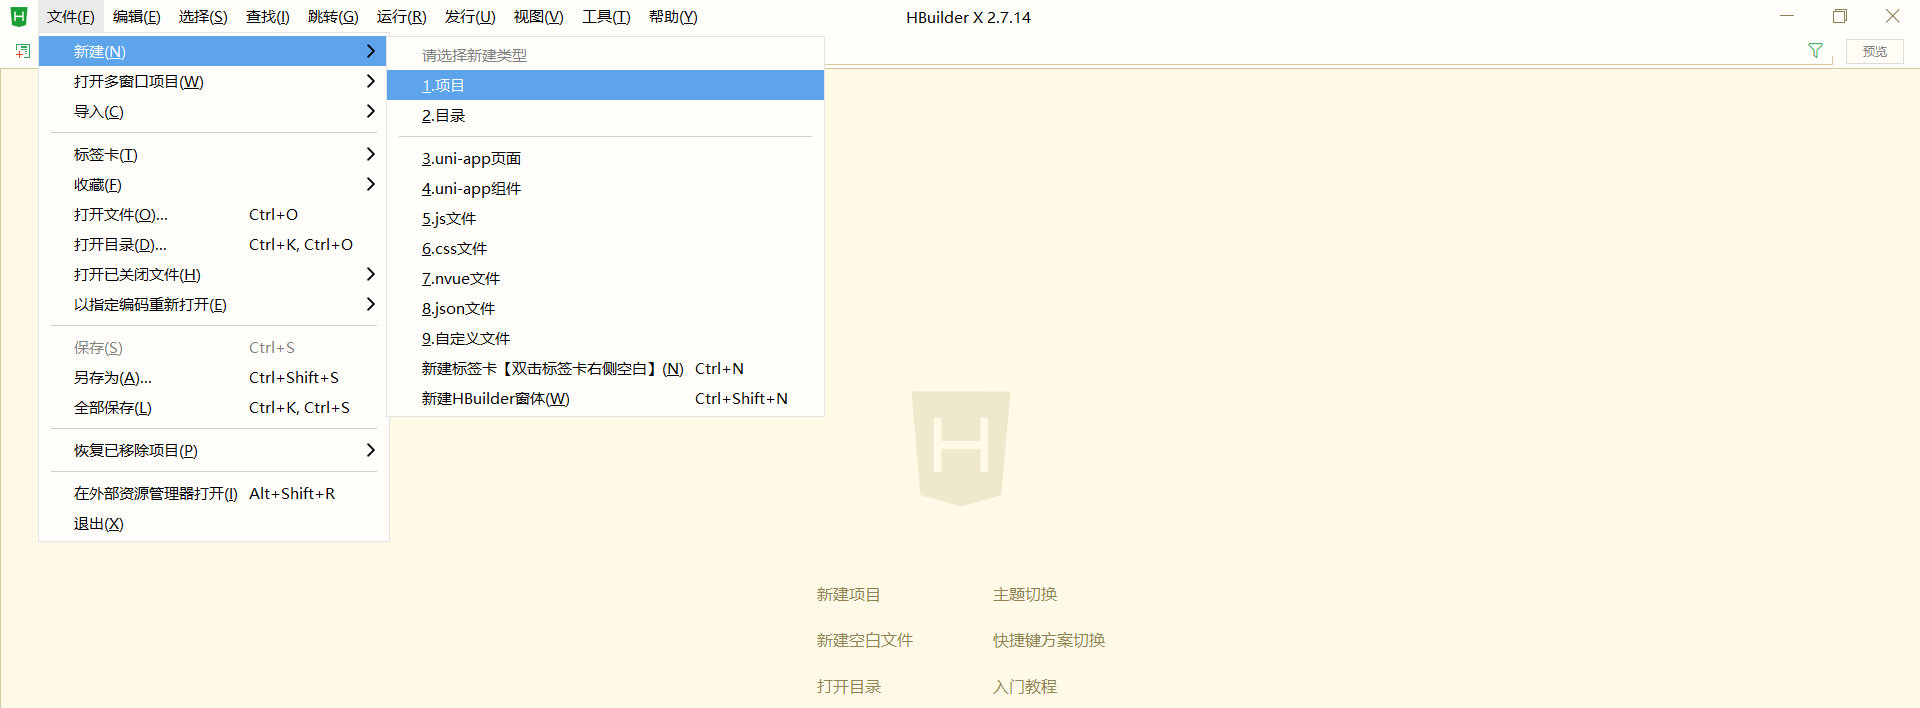 文件(F) 编辑(E) 选择(S) 查找(I) 跳转(G) 运行(R) 发行(U) 视图(V) 工具(T) 帮助(Y) HBuilder X 2.7.14
预览
新建(N)
打开多窗口项目(W)
导入(C)
标签卡(T)
收藏(F)
打开文件(O)... Ctrl+O
打开目录(D)... Ctrl+K, Ctrl+O
打开已关闭文件(H)
以指定编码重新打开(E)
保存(S) Ctrl+S
另存为(A)... Ctrl+Shift+S
全部保存(L) Ctrl+K, Ctrl+S
恢复已移除项目(P)
在外部资源管理器打开(I) Alt+Shift+R
退出(X)
请选择新建类型
1.项目
2.目录
3.uni-app页面
4.uni-app组件
5.js文件
6.css文件
7.nvue文件
8.json文件
9.自定义文件
新建标签卡【双击标签卡右侧空白】(N) Ctrl+N
新建HBuilder窗体(W) Ctrl+Shift+N
H
新建项目 主题切换
新建空白文件 快捷键方案切换
打开目录 入门教程